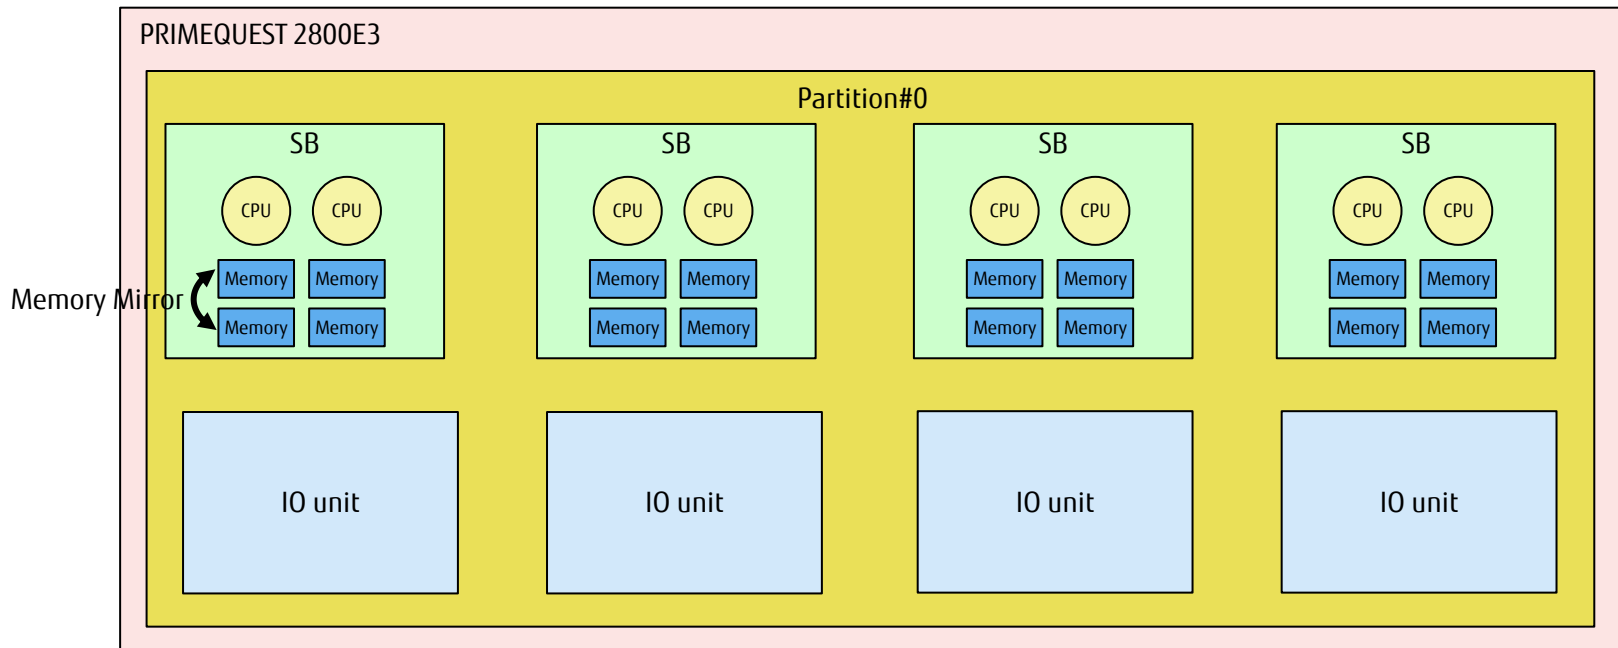 PRIMEQUEST 2800E3
Partition#0
SB SB SB SB
CPU CPU CPU CPU CPU CPU CPU CPU
Memory Memory Memory Memory Memory Memory Memory Memory
Memory Mirror
Memory Memory Memory Memory Memory Memory Memory Memory
IO unit IO unit IO unit IO unit